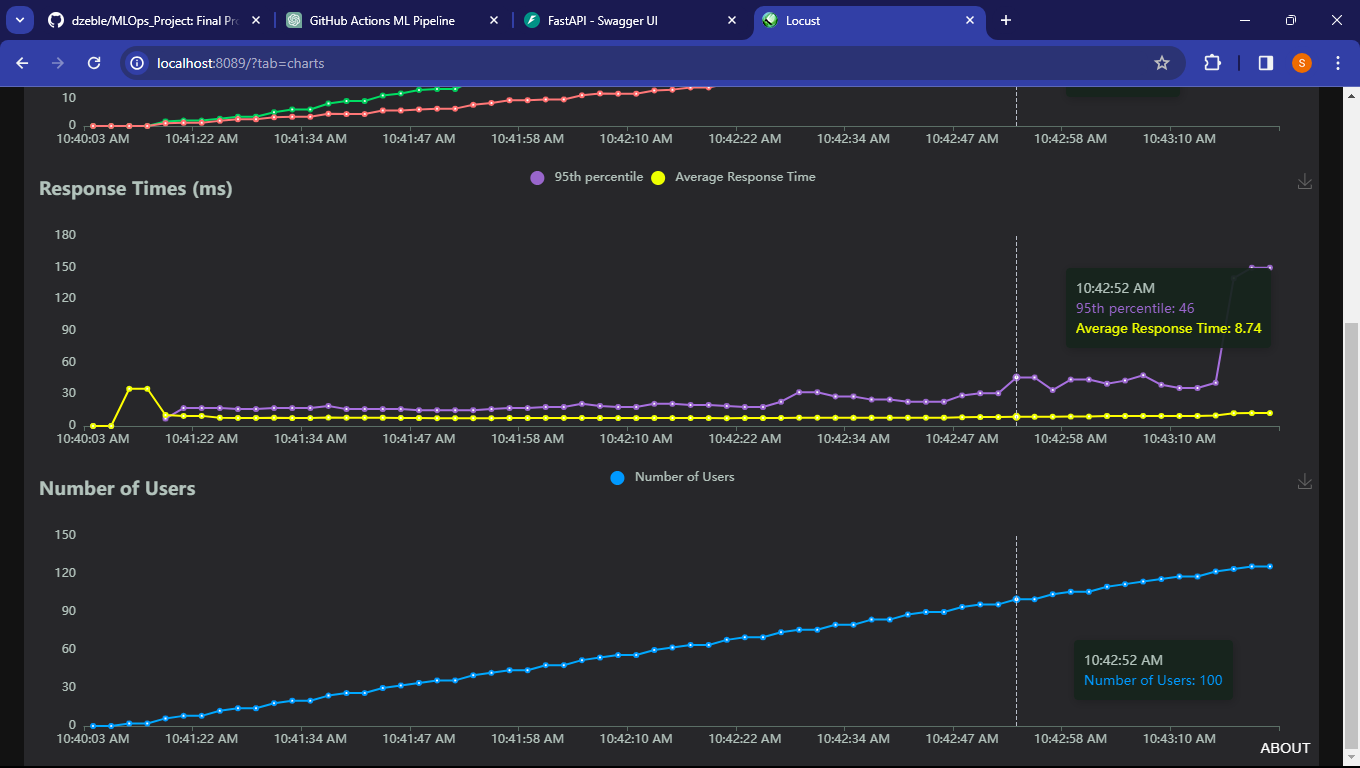 dzeble/MLOps_Project: Final Pro
GitHub Actions ML Pipeline
FastAPI - Swagger UI
Locust
localhost:8089/?tab=charts
S
10
0
10:40:03 AM 10:41:22 AM 10:41:34 AM 10:41:47 AM 10:41:58 AM 10:42:10 AM 10:42:22 AM 10:42:34 AM 10:42:47 AM 10:42:58 AM 10:43:10 AM
Response Times (ms)
95th percentile Average Response Time
180
150
120
90
60
30
0
10:42:52 AM
95th percentile: 46
Average Response Time: 8.74
10:40:03 AM 10:41:22 AM 10:41:34 AM 10:41:47 AM 10:41:58 AM 10:42:10 AM 10:42:22 AM 10:42:34 AM 10:42:47 AM 10:42:58 AM 10:43:10 AM
Number of Users
Number of Users
150
120
90
60
30
0
10:42:52 AM
Number of Users: 100
10:40:03 AM 10:41:22 AM 10:41:34 AM 10:41:47 AM 10:41:58 AM 10:42:10 AM 10:42:22 AM 10:42:34 AM 10:42:47 AM 10:42:58 AM 10:43:10 AM
ABOUT